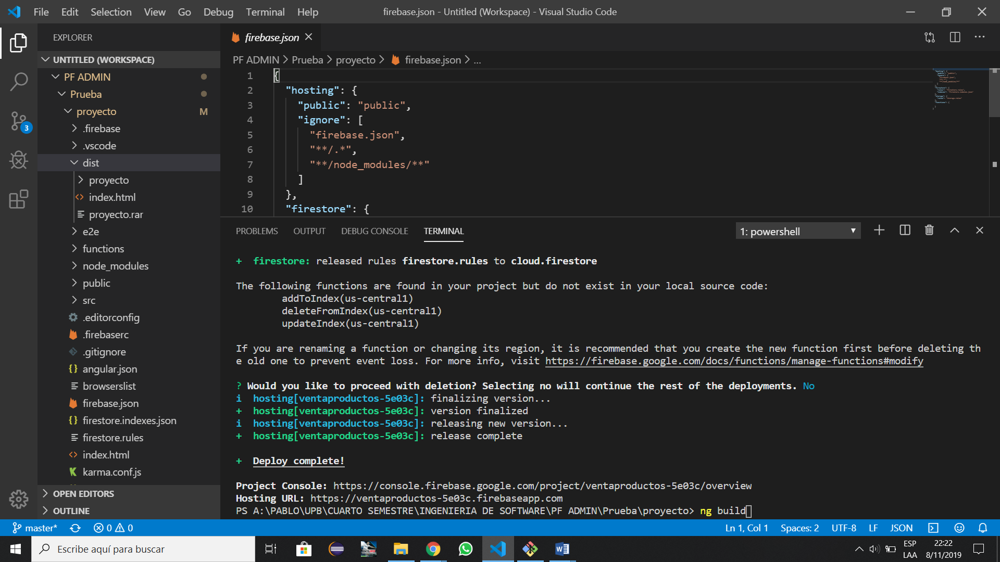 File Edit Selection View Go Debug Terminal Help
firebase.json - Untitled (Workspace) - Visual Studio Code
EXPLORER
UNTITLED (WORKSPACE)
PF ADMIN
Prueba
proyecto M
.firebase
.vscode
dist
proyecto
index.html
proyecto.rar
e2e
functions
node_modules
public
src
.editorconfig
.firebaserc
.gitignore
angular.json
browserslist
firebase.json
firestore.indexes.json
firestore.rules
index.html
karma.conf.js
OPEN EDITORS
OUTLINE
3
firebase.json
PF ADMIN > Prueba > proyecto > firebase.json > ...
1 {
2 "hosting": {
3 "public": "public",
4 "ignore": [
5 "firebase.json",
6 "**/.*",
7 "**/node_modules/**"
8 ]
9 },
10 "firestore": {
PROBLEMS OUTPUT DEBUG CONSOLE TERMINAL
1: powershell
+ firestore: released rules firestore.rules to cloud.firestore
The following functions are found in your project but do not exist in your local source code:
addToIndex(us-central1)
deleteFromIndex(us-central1)
updateIndex(us-central1)
If you are renaming a function or changing its region, it is recommended that you create the new function first before deleting th
e old one to prevent event loss. For more info, visit https://firebase.google.com/docs/functions/manage-functions#modify
? Would you like to proceed with deletion? Selecting no will continue the rest of the deployments. No
i hosting[ventaproductos-5e03c]: finalizing version...
+ hosting[ventaproductos-5e03c]: version finalized
i hosting[ventaproductos-5e03c]: releasing new version...
+ hosting[ventaproductos-5e03c]: release complete
+ Deploy complete!
Project Console: https://console.firebase.google.com/project/ventaproductos-5e03c/overview
Hosting URL: https://ventaproductos-5e03c.firebaseapp.com
PS A:\PABLO\UPB\CUARTO SEMESTRE\INGENIERIA DE SOFTWARE\PF ADMIN\Prueba\proyecto> ng build
master* 0 0
Ln 1, Col 1 Spaces: 2 UTF-8 LF JSON
Escribe aquí para buscar
ESP
LAA
22:22
8/11/2019